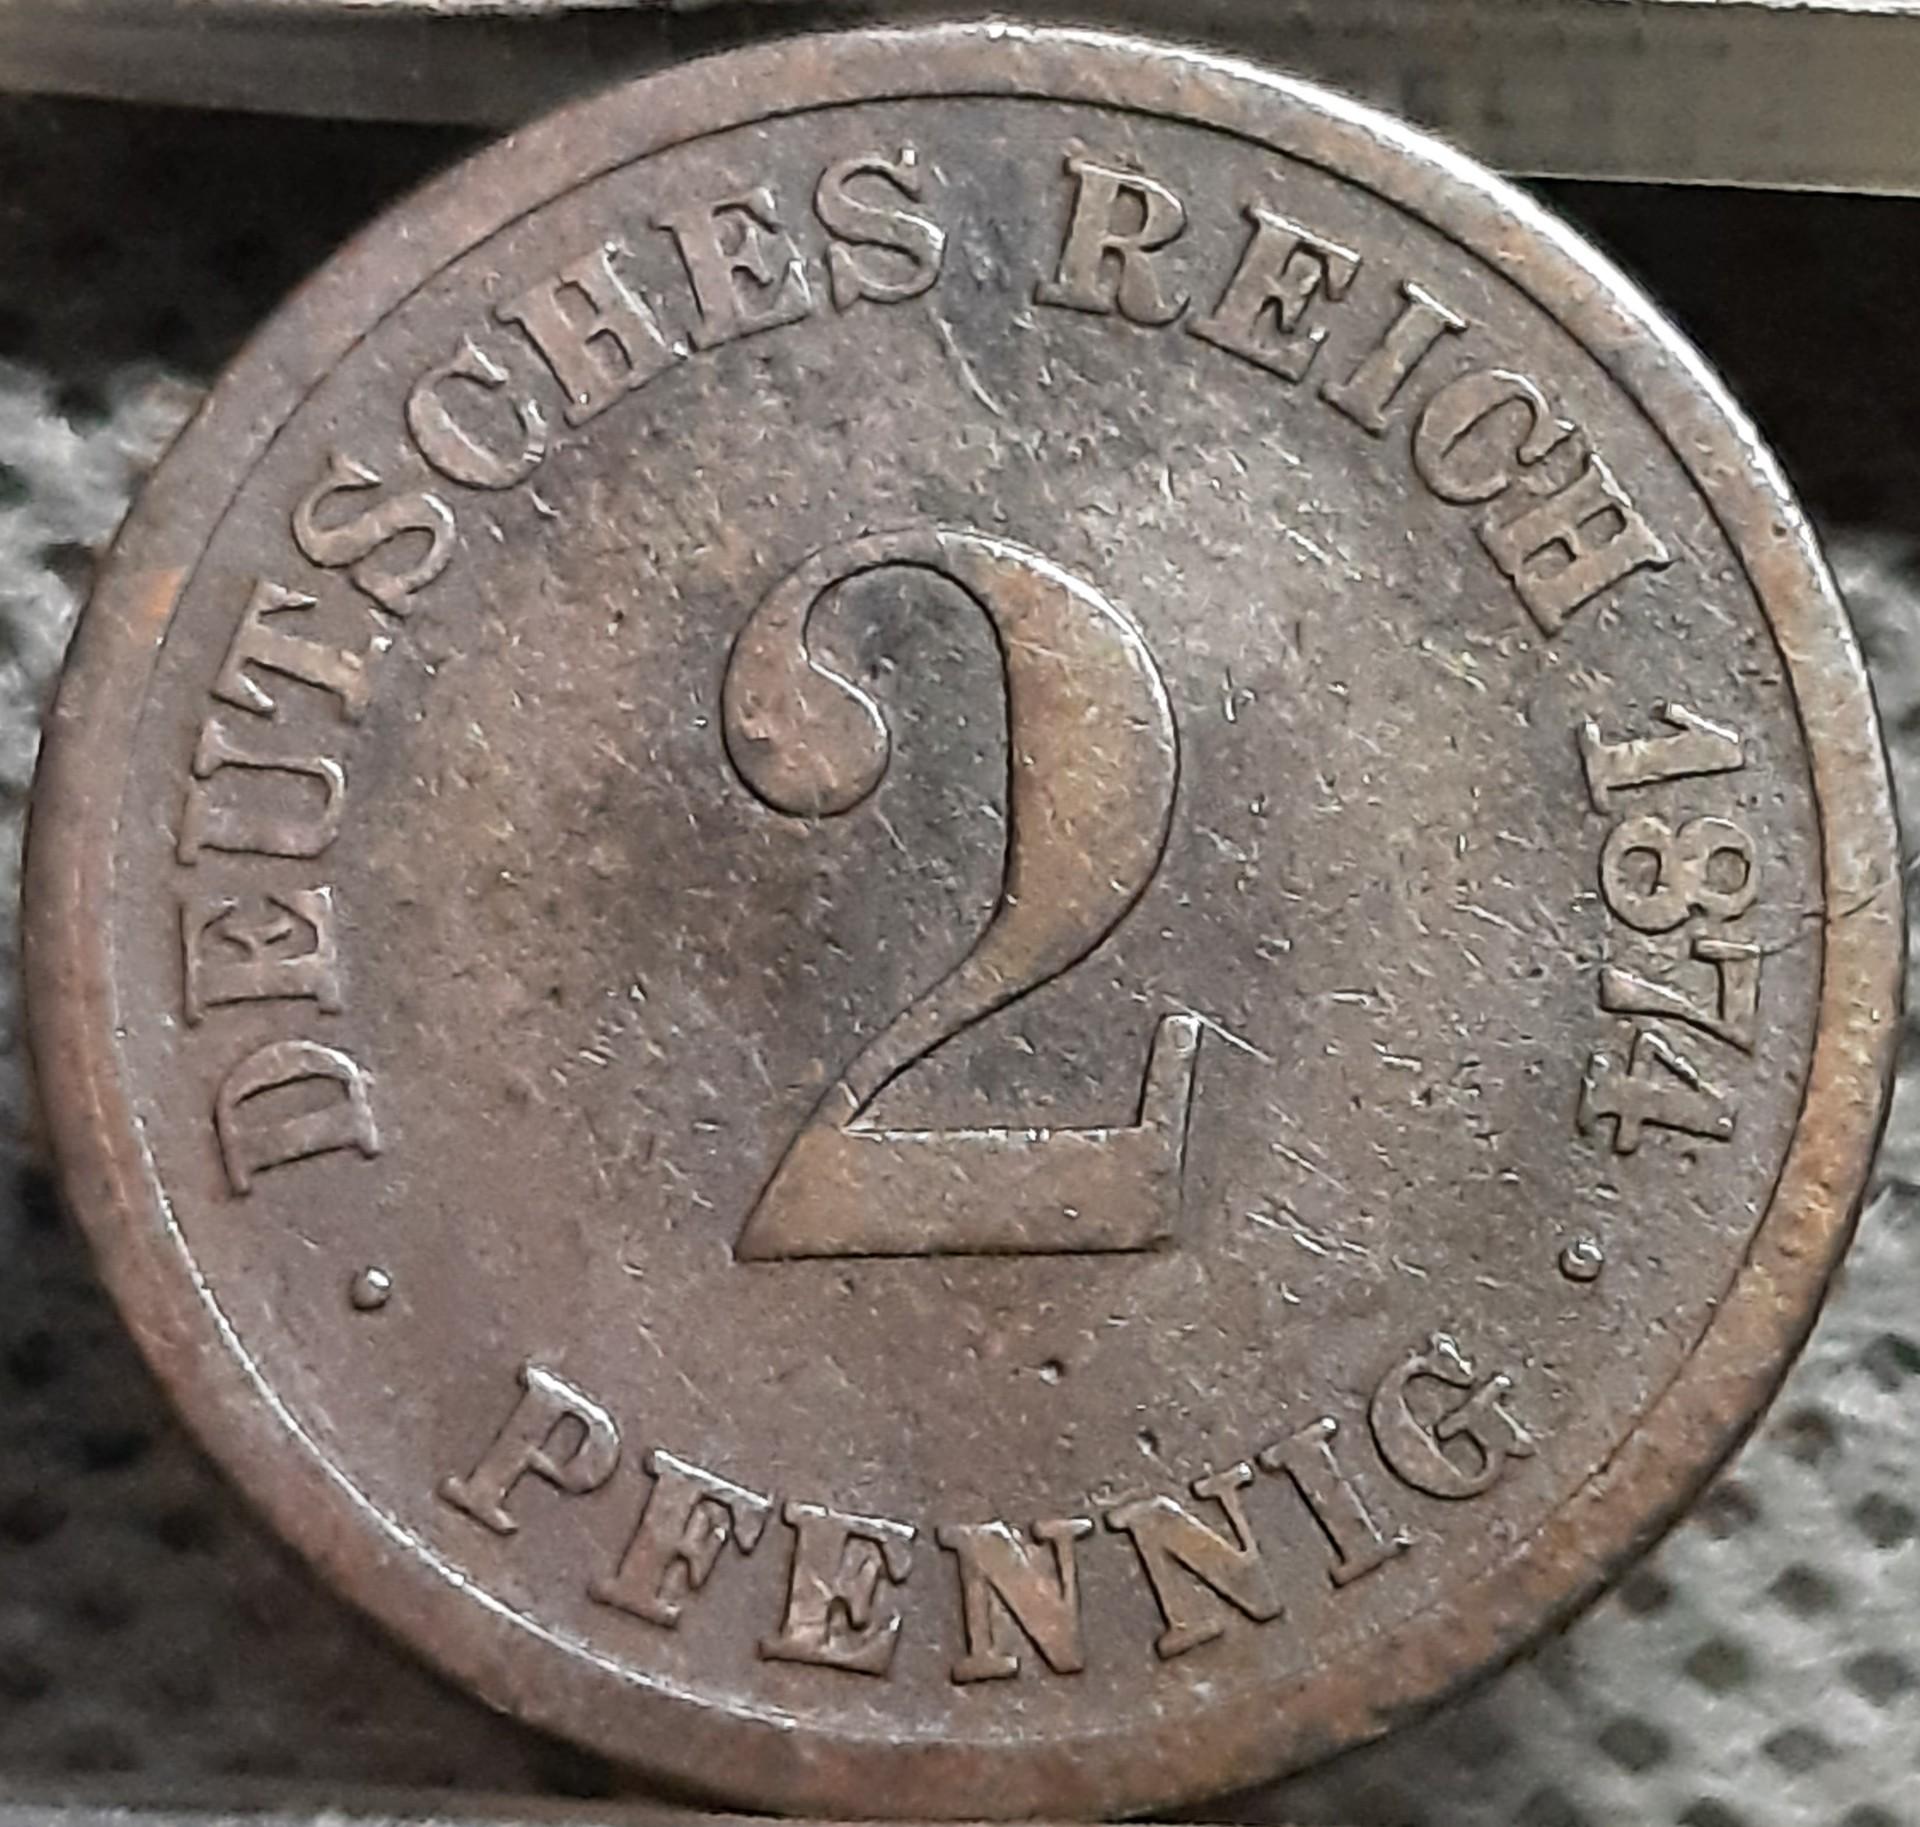 DEUTSCHES REICH 1874
2
· PFENNIG ·